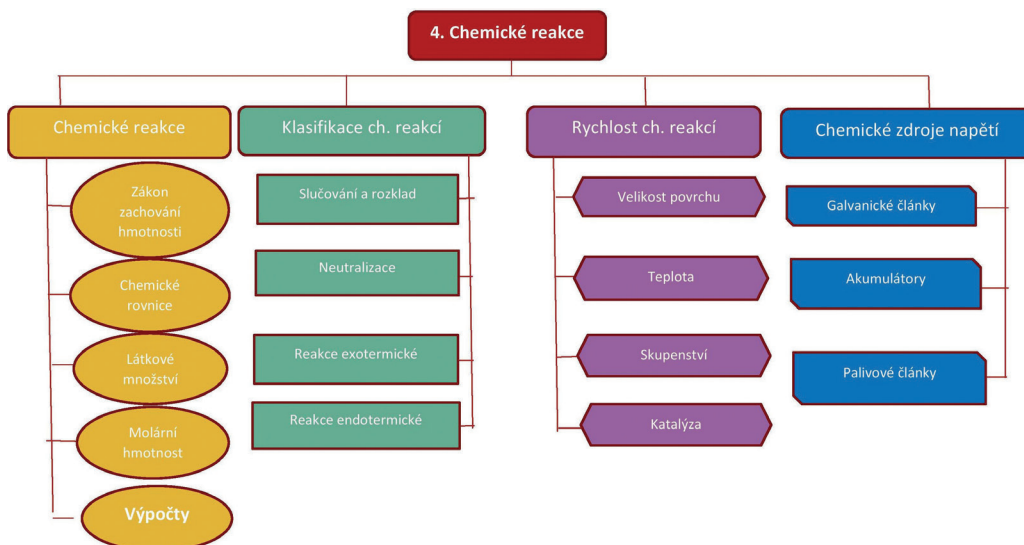 4. Chemické reakce
Chemické reakce
Zákon
zachování
hmotnosti
Chemické
rovnice
Látkové
množství
Molární
hmotnost
Výpočty
Klasifikace ch. reakcí
Slučování a rozklad
Neutralizace
Reakce exotermické
Reakce endotermické
Rychlost ch. reakcí
Velikost povrchu
Teplota
Skupenství
Katalýza
Chemické zdroje napětí
Galvanické články
Akumulátory
Palivové články